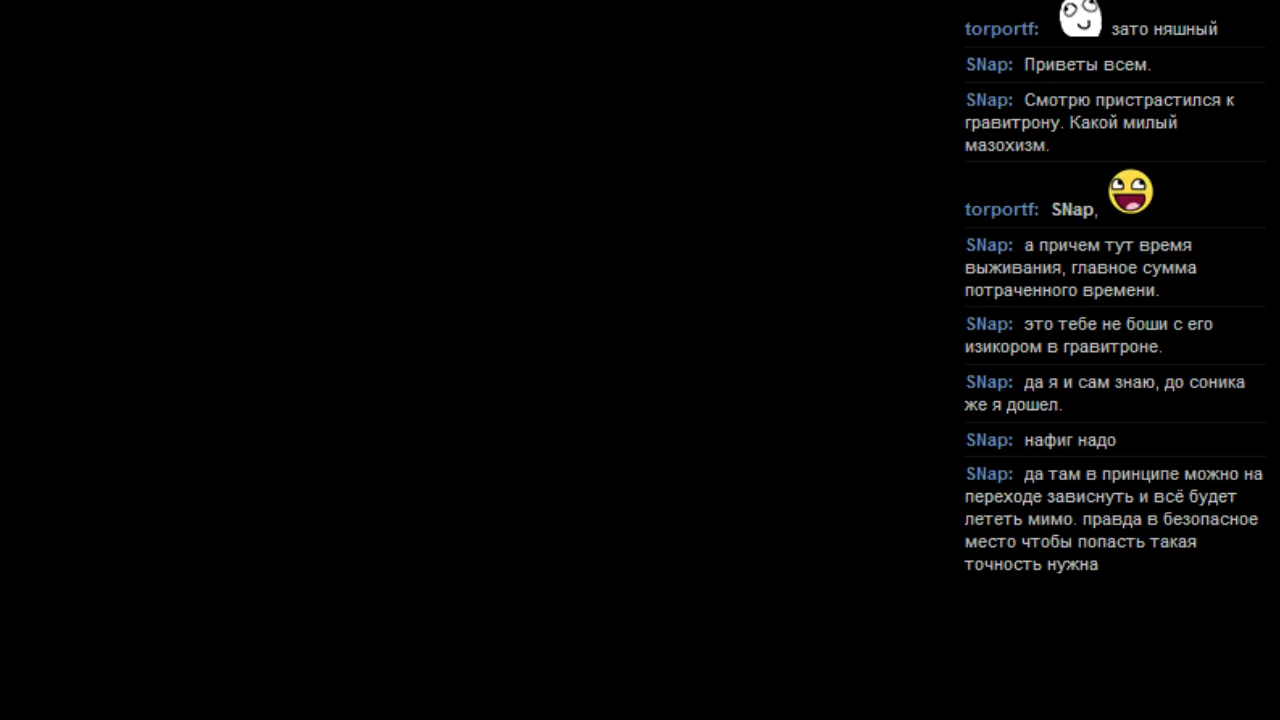 torportf: зато няшный
SNap: Приветы всем.
SNap: Смотрю пристрастился к
гравитрону. Какой милый
мазохизм.
torportf: SNap,
SNap: а причем тут время
выживания, главное сумма
потраченного времени.
SNap: это тебе не боши с его
изикором в гравитроне.
SNap: да я и сам знаю, до соника
же я дошел.
SNap: нафиг надо
SNap: да там в принципе можно на
переходе зависнуть и всё будет
лететь мимо. правда в безопасное
место чтобы попасть такая
точность нужна